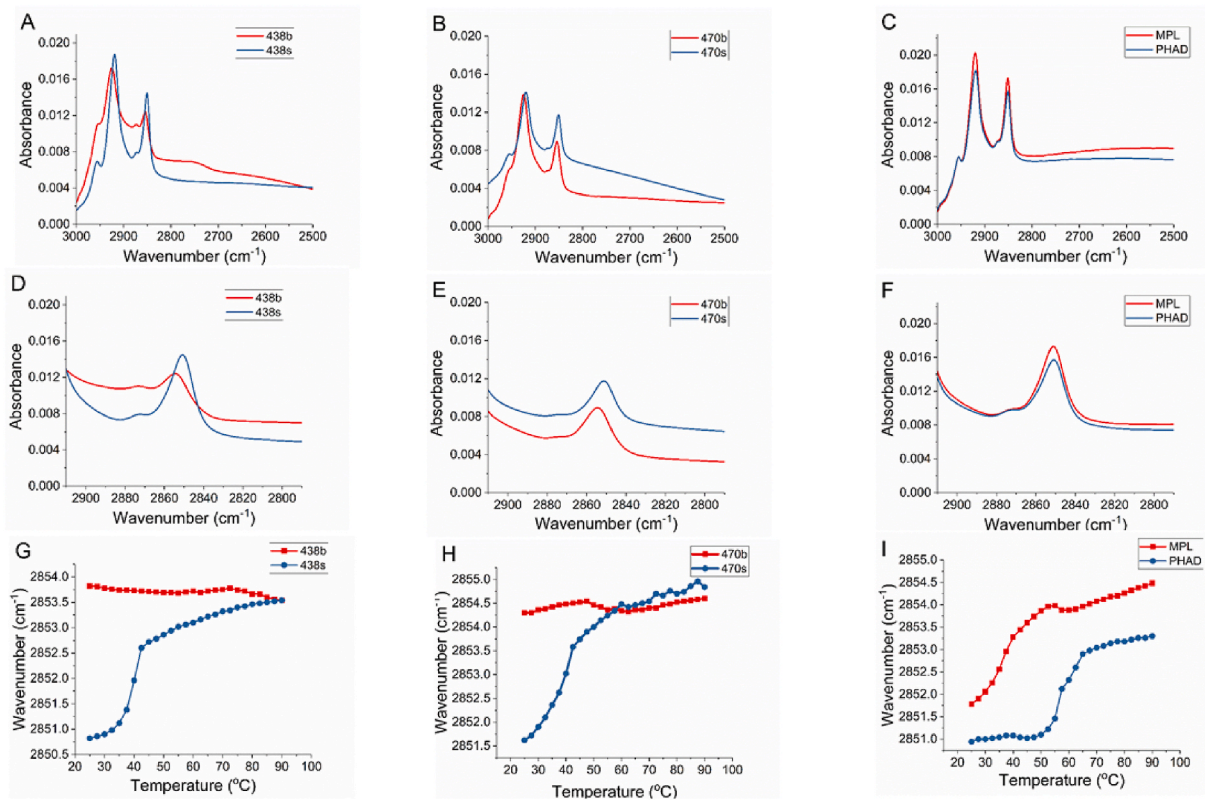 A
438b
438s
0.020
0.016
0.012
0.008
0.004
0.000
Absorbance
3000 2900 2800 2700 2600 2500
Wavenumber (cm⁻¹)
B
470b
470s
0.020
0.016
0.012
0.008
0.004
0.000
Absorbance
3000 2900 2800 2700 2600 2500
Wavenumber (cm⁻¹)
C
MPL
PHAD
0.020
0.016
0.012
0.008
0.004
0.000
Absorbance
3000 2900 2800 2700 2600 2500
Wavenumber (cm⁻¹)
D
438b
438s
0.020
0.016
0.012
0.008
0.004
0.000
Absorbance
2900 2880 2860 2840 2820 2800
Wavenumber (cm⁻¹)
E
470b
470s
0.020
0.016
0.012
0.008
0.004
0.000
Absorbance
2900 2880 2860 2840 2820 2800
Wavenumber (cm⁻¹)
F
MPL
PHAD
0.020
0.016
0.012
0.008
0.004
0.000
Absorbance
2900 2880 2860 2840 2820 2800
Wavenumber (cm⁻¹)
G
438b
438s
2854.0
2853.5
2853.0
2852.5
2852.0
2851.5
2851.0
2850.5
Wavenumber (cm⁻¹)
20 30 40 50 60 70 80 90 100
Temperature (°C)
H
470b
470s
2855.0
2854.5
2854.0
2853.5
2853.0
2852.5
2852.0
2851.5
Wavenumber (cm⁻¹)
20 30 40 50 60 70 80 90 100
Temperature (°C)
I
MPL
PHAD
2855.0
2854.5
2854.0
2853.0
2852.0
2851.0
Wavenumber (cm⁻¹)
20 30 40 50 60 70 80 90 100
Temperature (°C)